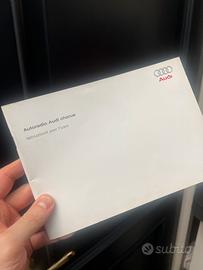 Autoradio Audi chorus
Istruzioni per l'uso
Audi
subito